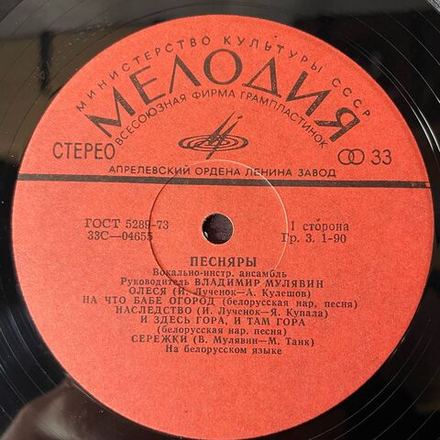 МИНИСТЕРСТВО КУЛЬТУРЫ СССР
МЕЛОДИЯ
ВСЕСОЮЗНАЯ ФИРМА ГРАМПЛАСТИНОК
СТЕРЕО 33
АПРЕЛЕВСКИЙ ОРДЕНА ЛЕНИНА ЗАВОД
ГОСТ 5289-73 1 сторона
33С—04655 Гр. 3. 1-90
ПЕСНЯРЫ
Вокально-инстр. ансамбль
Руководитель ВЛАДИМИР МУЛЯВИН
ОЛЕСЯ (И. Лученок—А. Кулешов)
НА ЧТО БАБЕ ОГОРОД (белорусская нар. песня)
НАСЛЕДСТВО (И. Лученок—Я. Купала)
И ЗДЕСЬ ГОРА, И ТАМ ГОРА
(белорусская нар. песня)
СЕРЕЖКИ (В. Мулявин—М. Танк)
На белорусском языке